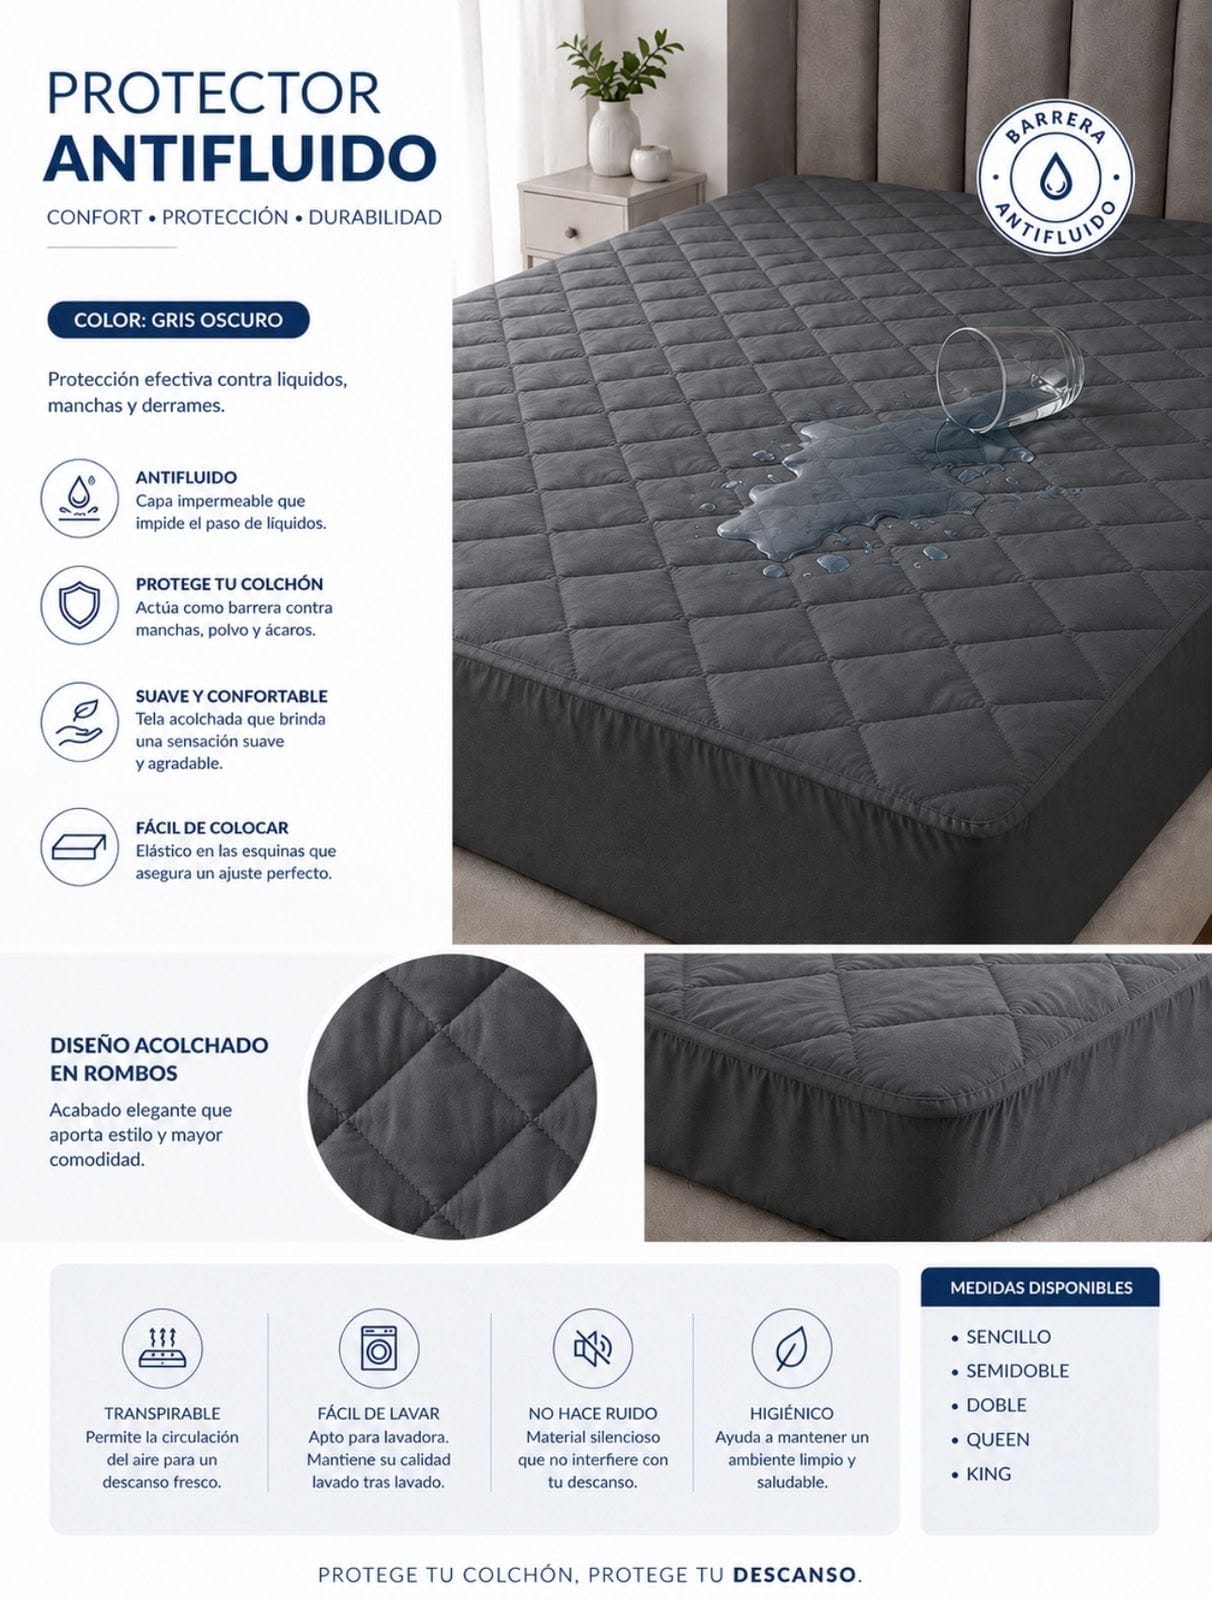 PROTECTOR
ANTIFLUIDO
CONFORT • PROTECCIÓN • DURABILIDAD
BARRERA
ANTIFLUIDO
COLOR: GRIS OSCURO
Protección efectiva contra liquidos,
manchas y derrames.
ANTIFLUIDO
Capa impermeable que
impide el paso de líquidos.
PROTEGE TU COLCHÓN
Actúa como barrera contra
manchas, polvo y ácaros.
SUAVE Y CONFORTABLE
Tela acolchada que brinda
una sensación suave
y agradable.
FÁCIL DE COLOCAR
Elástico en las esquinas que
asegura un ajuste perfecto.
DISEÑO ACOLCHADO
EN ROMBOS
Acabado elegante que
aporta estilo y mayor
comodidad.
TRANSPIRABLE
Permite la circulación
del aire para un
descanso fresco.
FÁCIL DE LAVAR
Apto para lavadora.
Mantiene su calidad
lavado tras lavado.
NO HACE RUIDO
Material silencioso
que no interfiere con
tu descanso.
HIGIÉNICO
Ayuda a mantener un
ambiente limpio y
saludable.
MEDIDAS DISPONIBLES
• SENCILLO
• SEMIDOBLE
• DOBLE
• QUEEN
• KING
PROTEGE TU COLCHÓN, PROTEGE TU DESCANSO.